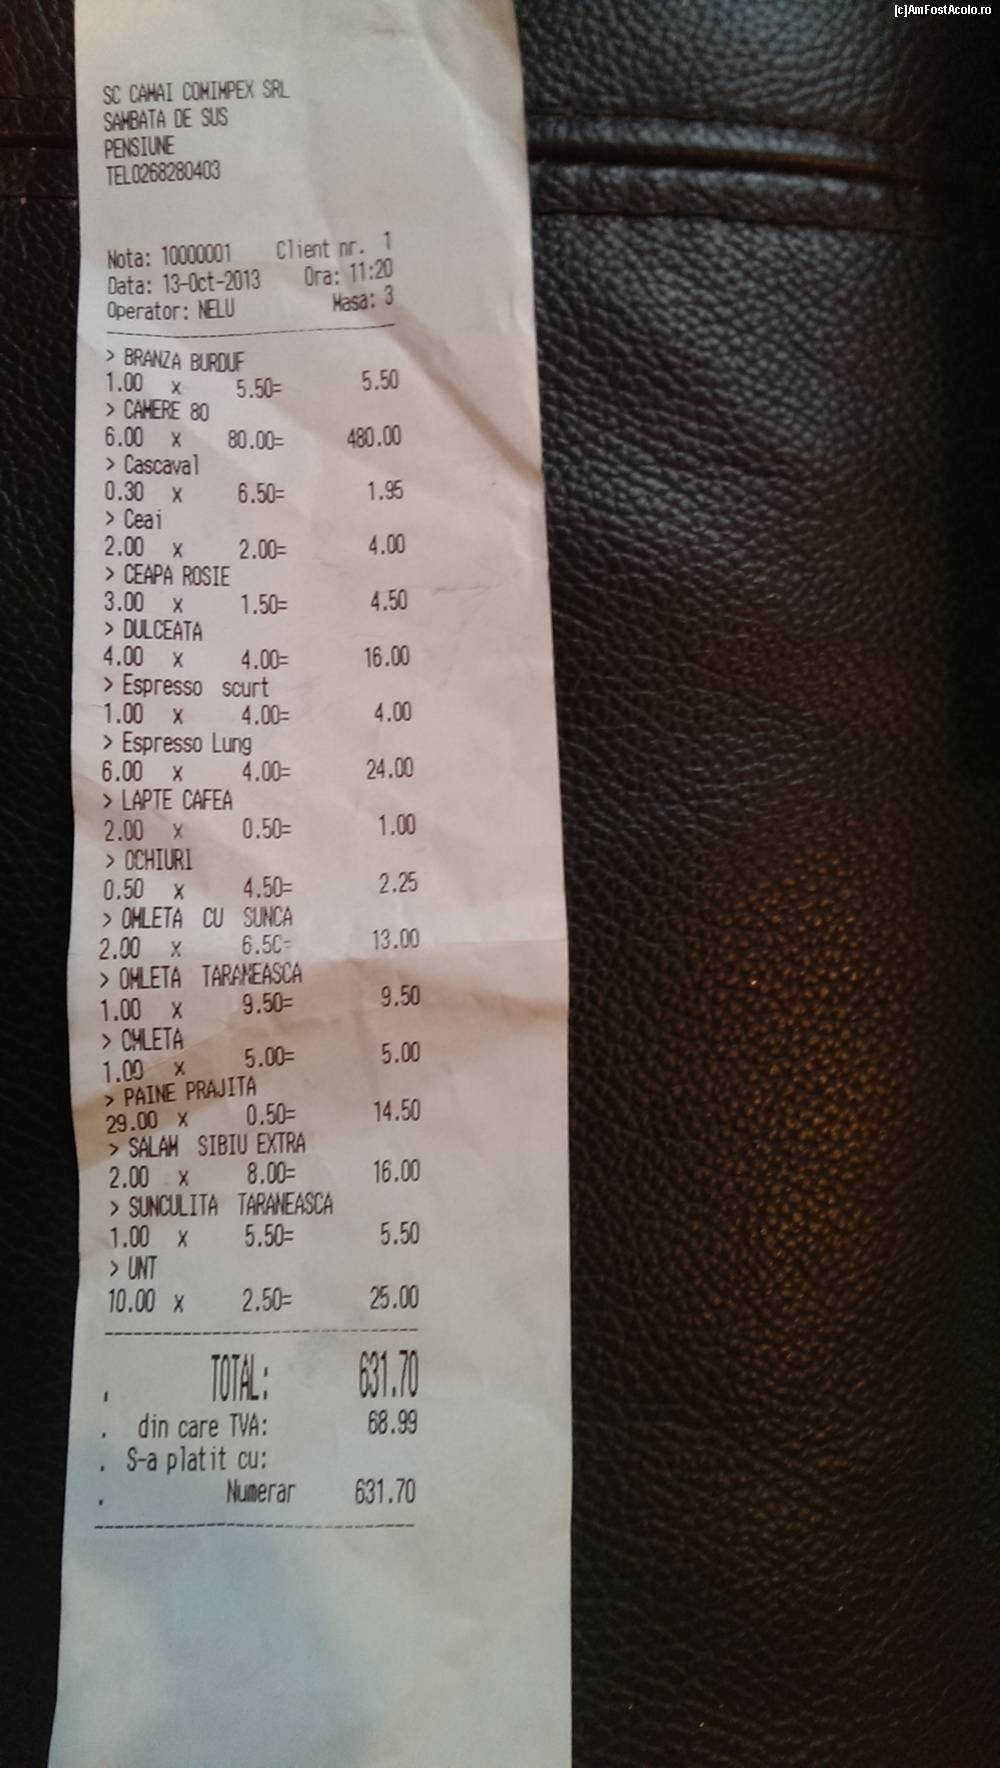 [c]AmFostAcolo.ro
SC CAMAI COMIMPEX SRL
SAMBATA DE SUS
PENSIUNE
TEL0268280403
Nota: 10000001 Client nr. 1
Data: 13-Oct-2013 Ora: 11:20
Operator: NELU Masa: 3
> BRANZA BURDUF
1.00 x 5.50= 5.50
> CAMERE 80
6.00 x 80.00= 480.00
> Cascaval
0.30 x 6.50= 1.95
> Ceai
2.00 x 2.00= 4.00
> CEAPA ROSIE
3.00 x 1.50= 4.50
> DULCEATA
4.00 x 4.00= 16.00
> Espresso scurt
1.00 x 4.00= 4.00
> Espresso Lung
6.00 x 4.00= 24.00
> LAPTE CAFEA
2.00 x 0.50= 1.00
> OCHIURI
0.50 x 4.50= 2.25
> OMLETA CU SUNCA
2.00 x 6.50= 13.00
> OMLETA TARANEASCA
1.00 x 9.50= 9.50
> OMLETA
1.00 x 5.00= 5.00
> PAINE PRAJITA
29.00 x 0.50= 14.50
> SALAM SIBIU EXTRA
2.00 x 8.00= 16.00
> SUNCULITA TARANEASCA
1.00 x 5.50= 5.50
> UNT
10.00 x 2.50= 25.00
. TOTAL: 631.70
. din care TVA: 68.99
. S-a platit cu:
. Numerar 631.70